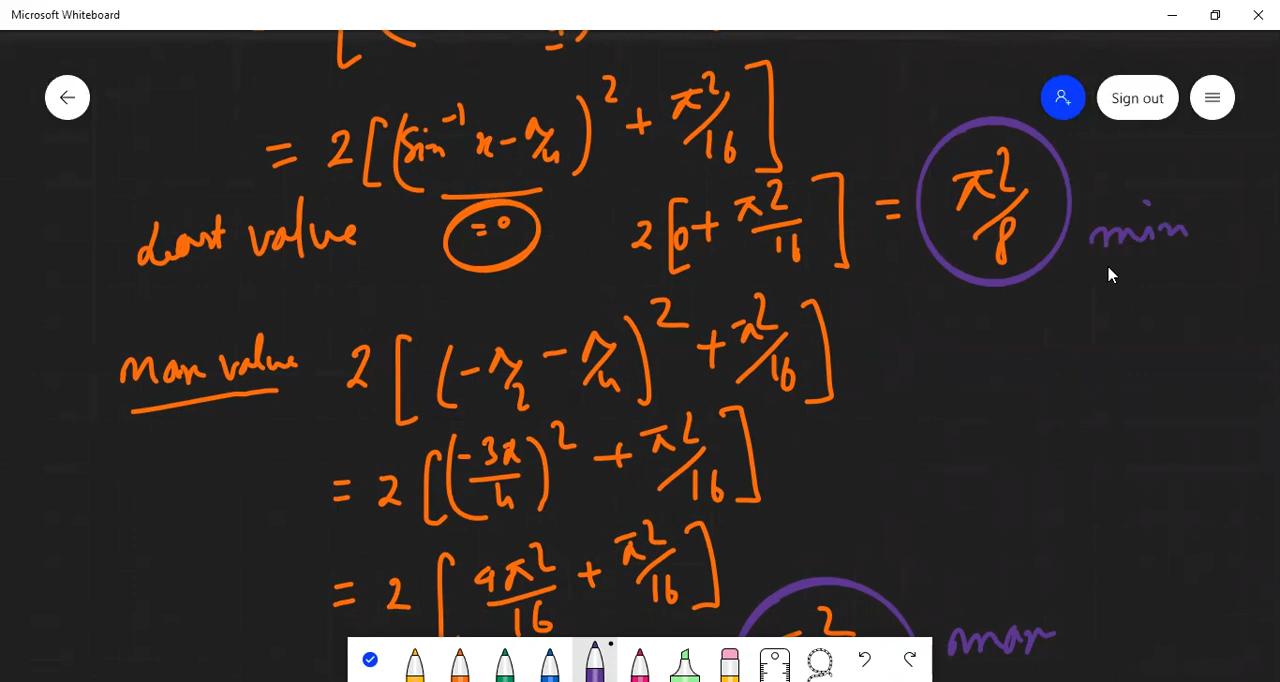 Microsoft Whiteboard
Sign out
= 2[(sin⁻¹x - π/4)² + π²/16]
least value = 0 2[0 + π²/16] = π²/8 min
max value 2[(-π/2 - π/4)² + π²/16]
= 2[(-3π/4)² + π²/16]
= 2[9π²/16 + π²/16]
max